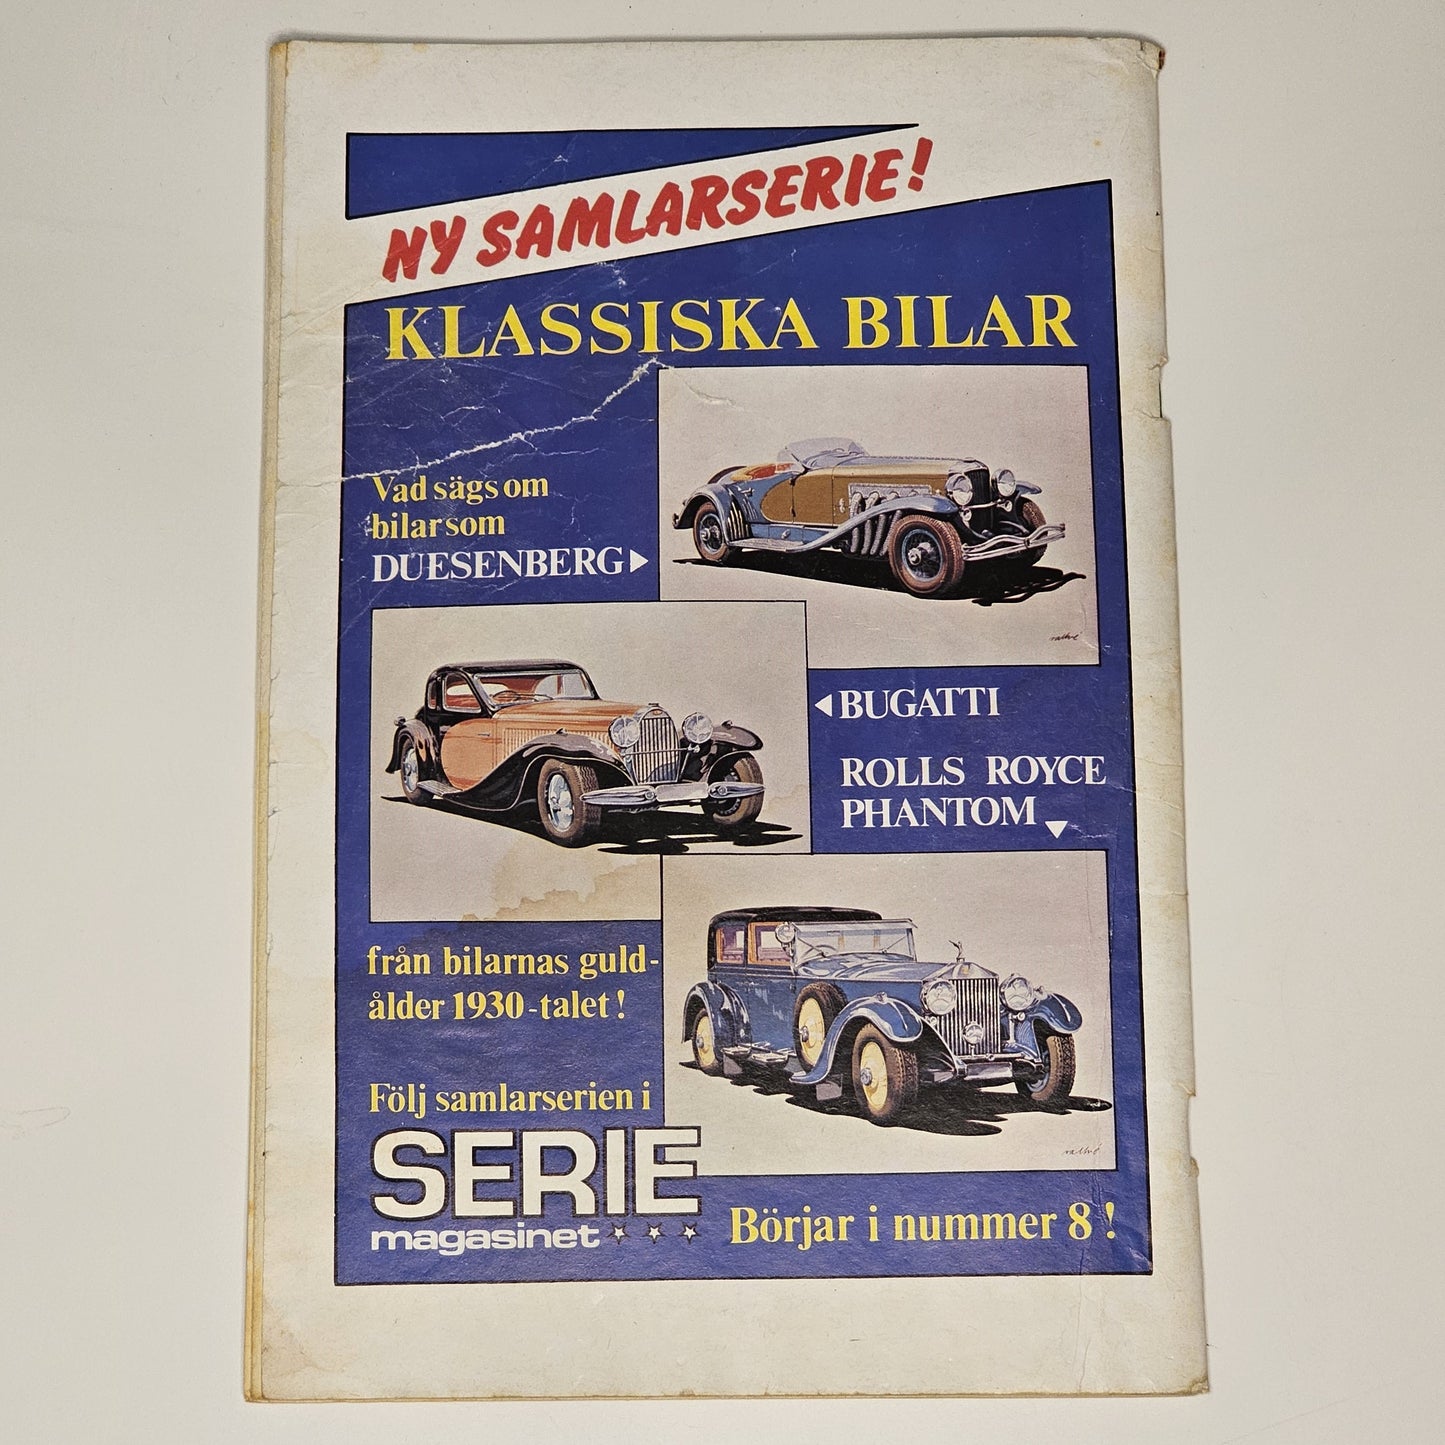 NY SAMLARSERIE!
KLASSISKA BILAR
Vad sägs om
bilar som
DUESENBERG
BUGATTI
ROLLS ROYCE
PHANTOM
från bilarnas guld-
ålder 1930-talet!
Följ samlarserien i
SERIE
magasinet
Börjar i nummer 8!